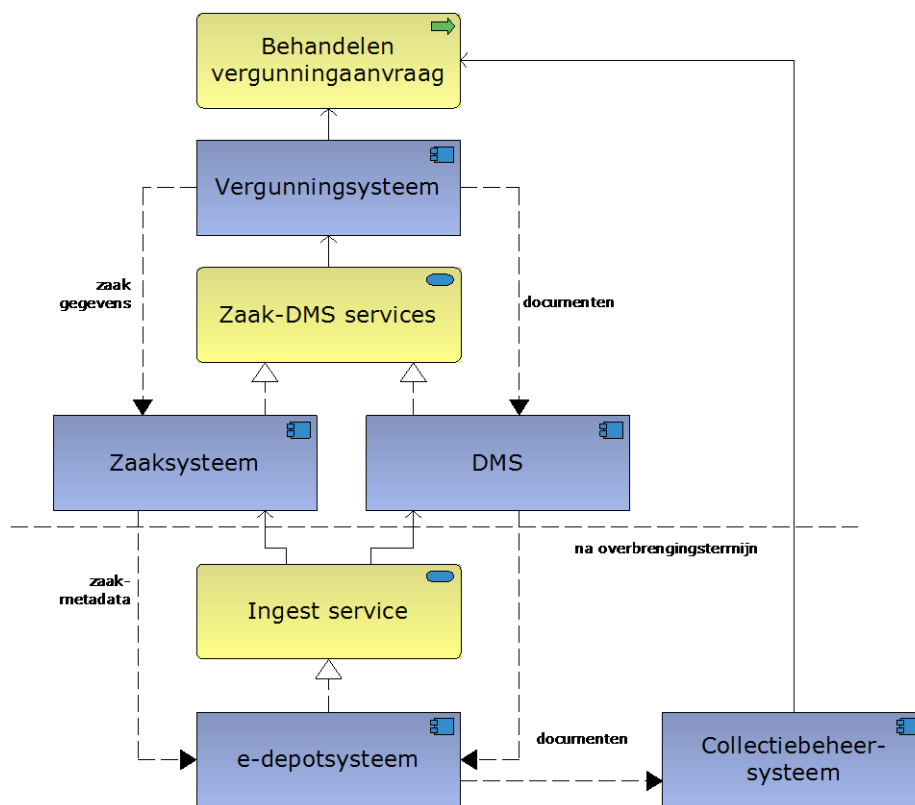 Behandelen
vergunningaanvraag
Vergunningsysteem
zaak
gegevens
documenten
Zaak-DMS services
Zaaksysteem
DMS
na overbrengingstermijn
zaak-
metadata
Ingest service
e-depotsysteem
documenten
Collectiebeheer-
systeem